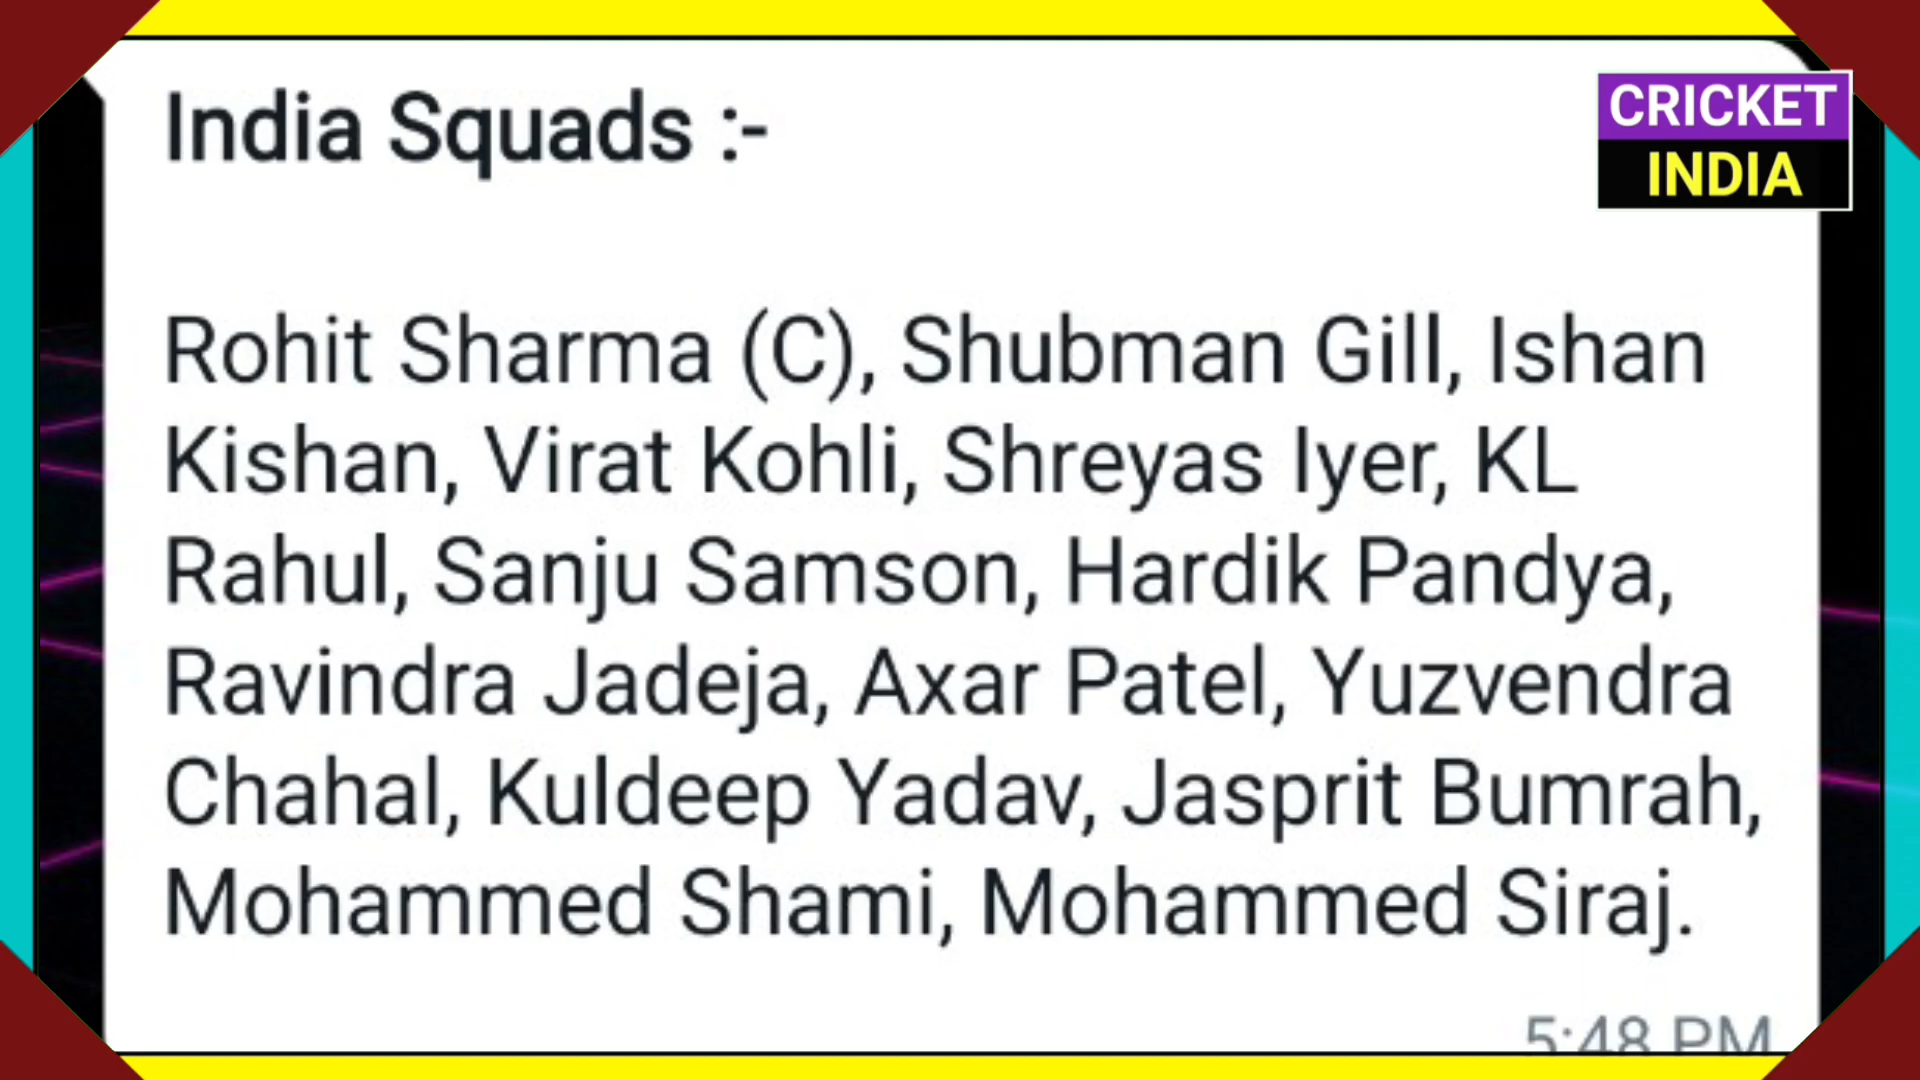 India Squads :-
CRICKET
INDIA
Rohit Sharma (C), Shubman Gill, Ishan
Kishan, Virat Kohli, Shreyas Iyer, KL
Rahul, Sanju Samson, Hardik Pandya,
Ravindra Jadeja, Axar Patel, Yuzvendra
Chahal, Kuldeep Yadav, Jasprit Bumrah,
Mohammed Shami, Mohammed Siraj.
5:48 PM